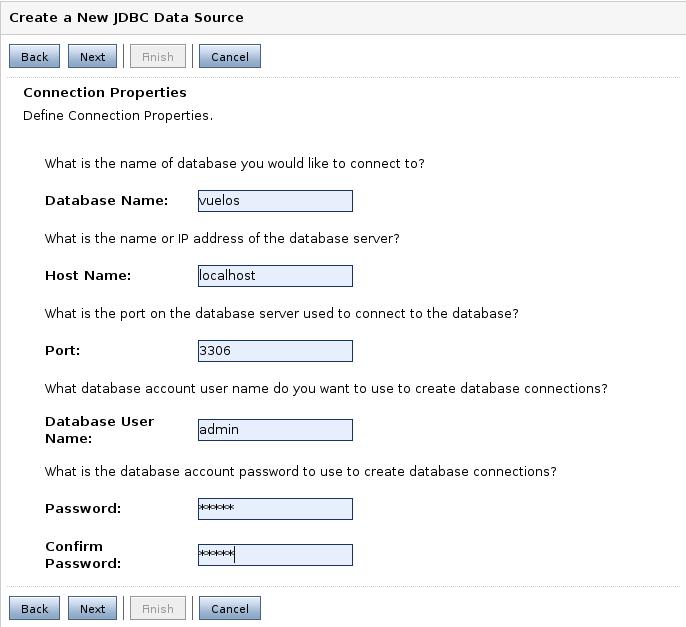 Create a New JDBC Data Source
Back Next Finish Cancel
Connection Properties
Define Connection Properties.
What is the name of database you would like to connect to?
Database Name: vuelos
What is the name or IP address of the database server?
Host Name: localhost
What is the port on the database server used to connect to the database?
Port: 3306
What database account user name do you want to use to create database connections?
Database User
Name: admin
What is the database account password to use to create database connections?
Password: *****
Confirm
Password: *****
Back Next Finish Cancel